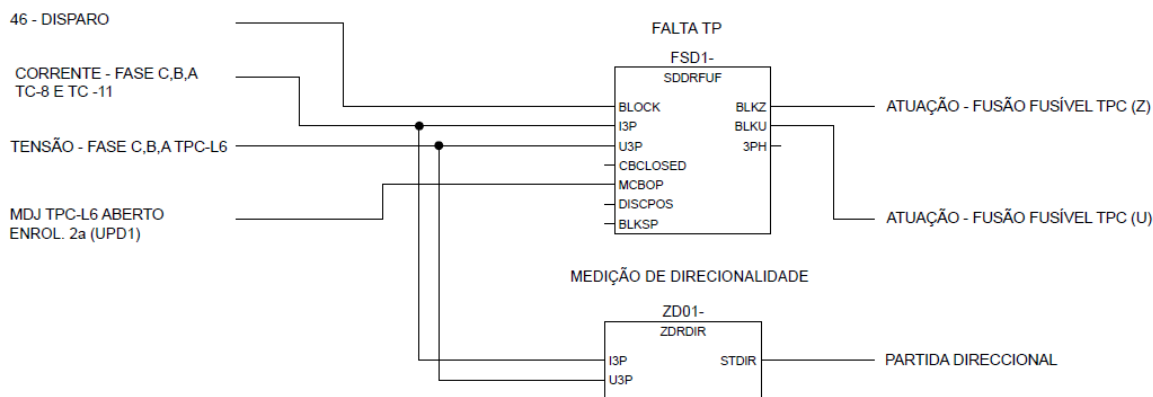 46 - DISPARO
CORRENTE - FASE C,B,A
TC-8 E TC -11
TENSÃO - FASE C,B,A TPC-L6
MDJ TPC-L6 ABERTO
ENROL. 2a (UPD1)
FALTA TP
FSD1-
SDDRFUF
BLOCK
I3P
U3P
CBCLOSED
MCBOP
DISCPOS
BLKSP
BLKZ
BLKU
3PH
ATUAÇÃO - FUSÃO FUSÍVEL TPC (Z)
ATUAÇÃO - FUSÃO FUSÍVEL TPC (U)
MEDIÇÃO DE DIRECIONALIDADE
ZD01-
ZDRDIR
I3P
U3P
STDIR
PARTIDA DIRECCIONAL